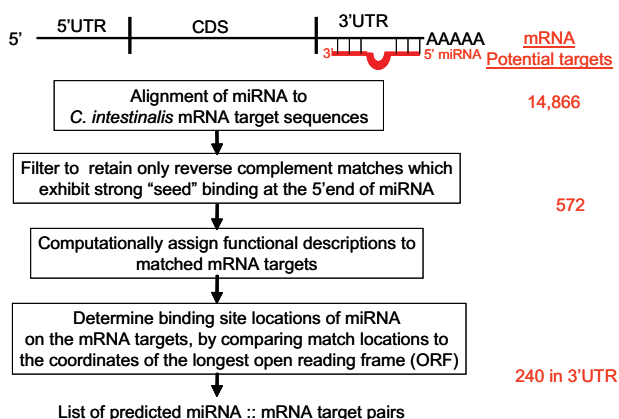 5'UTR CDS 3'UTR
5' AAAAA mRNA
3' 5' miRNA Potential targets
Alignment of miRNA to
C. intestinalis mRNA target sequences
14,866
Filter to retain only reverse complement matches which
exhibit strong “seed” binding at the 5'end of miRNA
572
Computationally assign functional descriptions to
matched mRNA targets
Determine binding site locations of miRNA
on the mRNA targets, by comparing match locations to
the coordinates of the longest open reading frame (ORF)
240 in 3'UTR
List of predicted miRNA :: mRNA target pairs